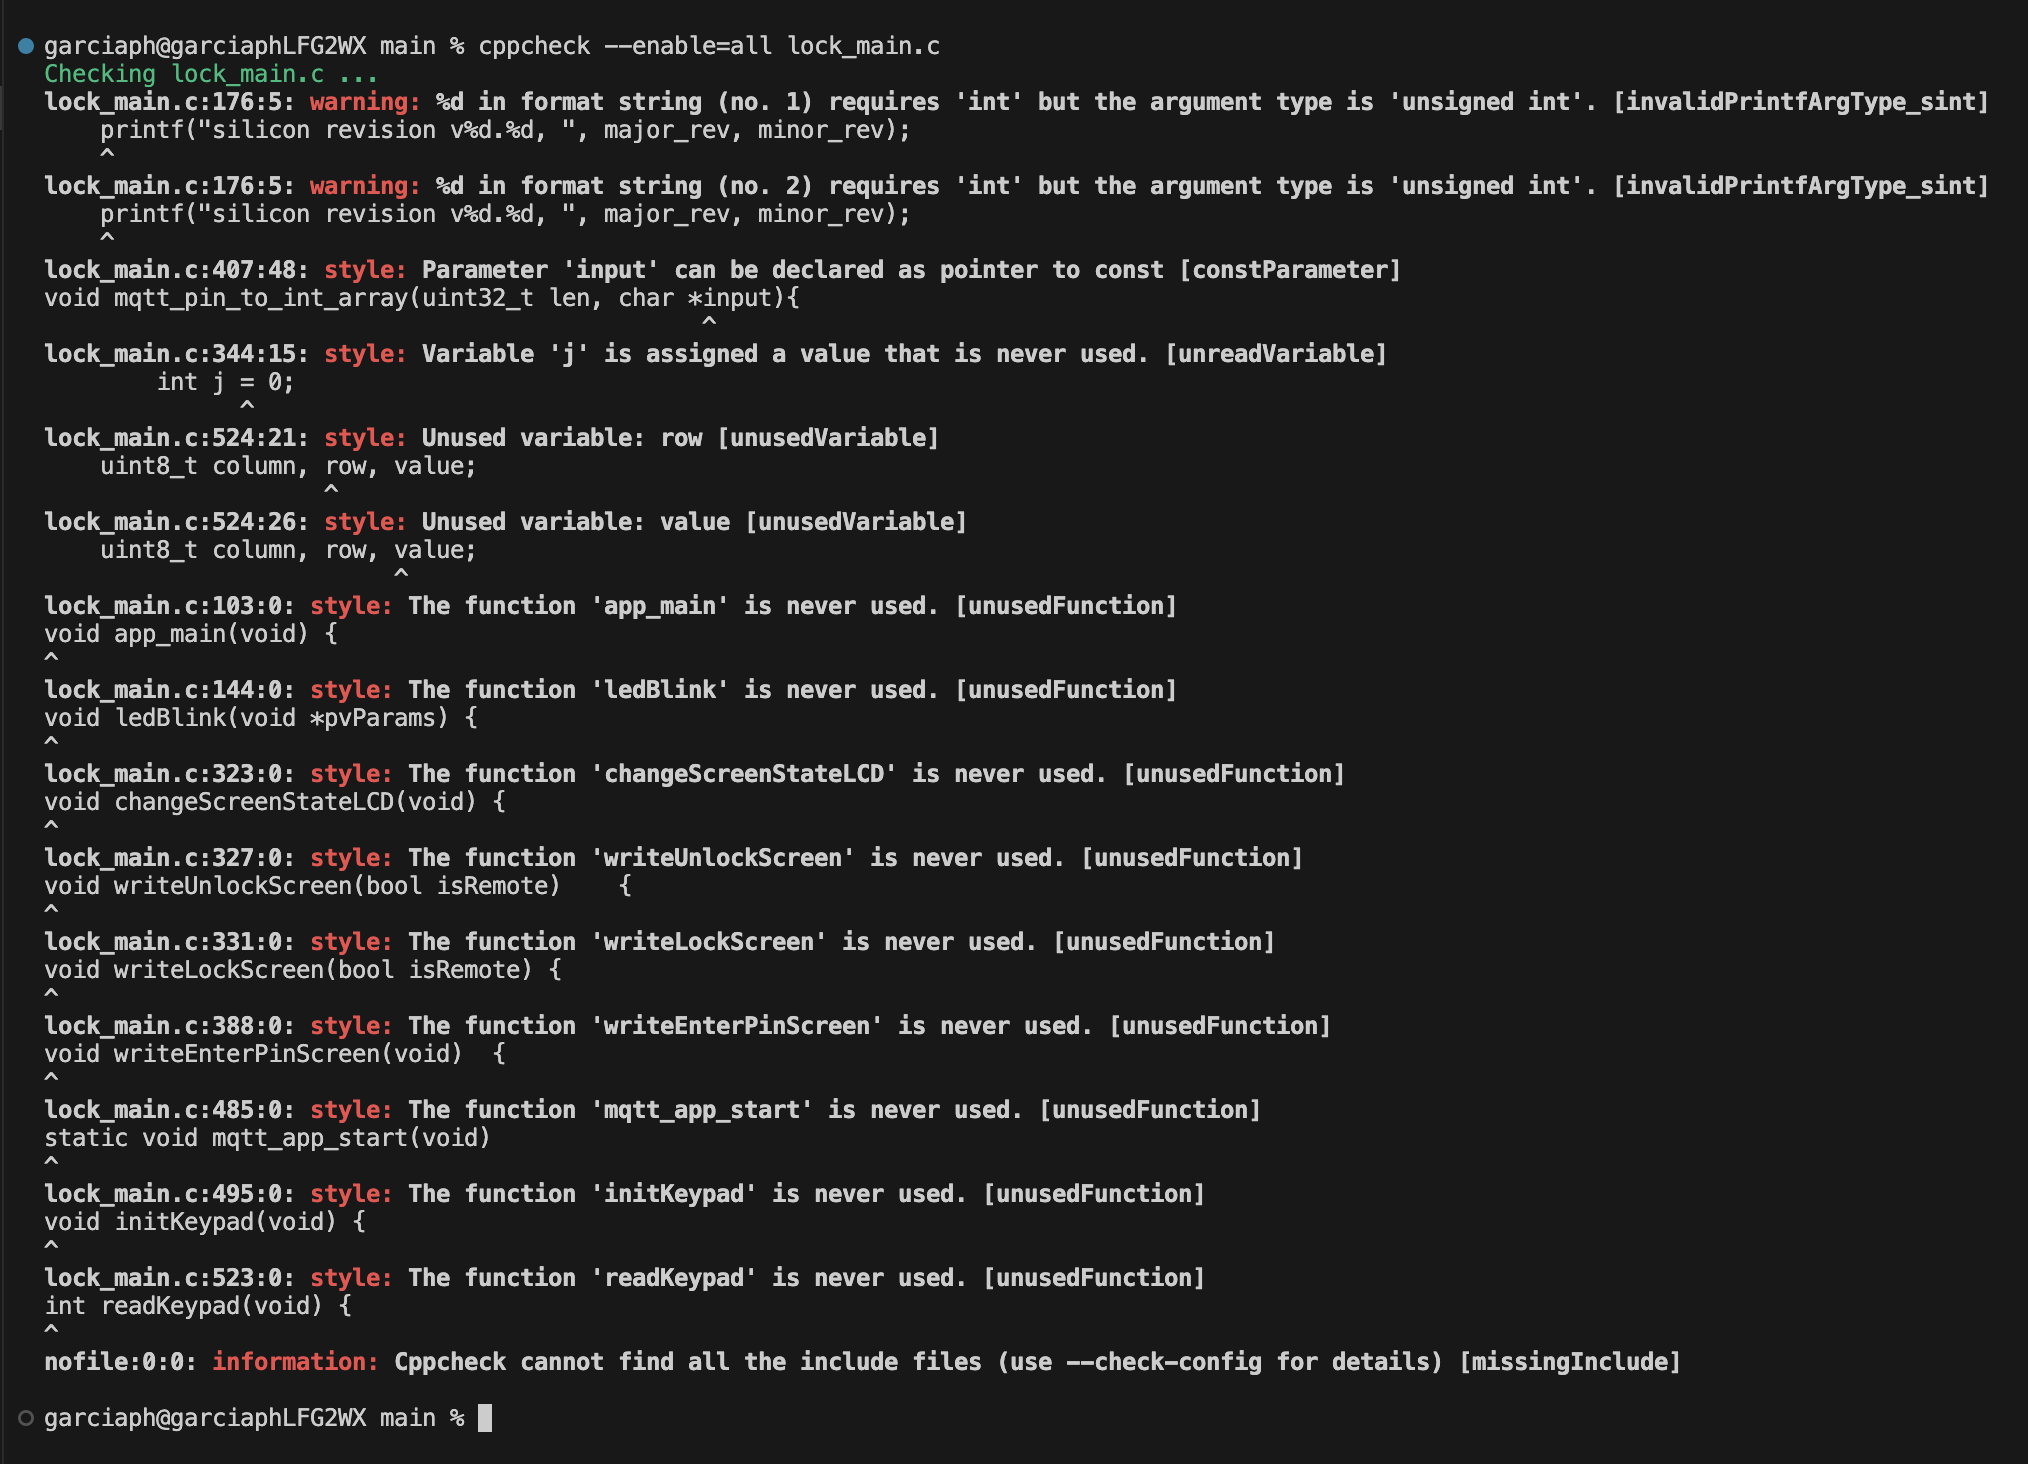 garciaph@garciaphLFG2WX main % cppcheck --enable=all lock_main.c
Checking lock_main.c ...
lock_main.c:176:5: warning: %d in format string (no. 1) requires 'int' but the argument type is 'unsigned int'. [invalidPrintfArgType_sint]
    printf("silicon revision v%d.%d, ", major_rev, minor_rev);
    ^
lock_main.c:176:5: warning: %d in format string (no. 2) requires 'int' but the argument type is 'unsigned int'. [invalidPrintfArgType_sint]
    printf("silicon revision v%d.%d, ", major_rev, minor_rev);
    ^
lock_main.c:407:48: style: Parameter 'input' can be declared as pointer to const [constParameter]
void mqtt_pin_to_int_array(uint32_t len, char *input){
                                               ^
lock_main.c:344:15: style: Variable 'j' is assigned a value that is never used. [unreadVariable]
        int j = 0;
              ^
lock_main.c:524:21: style: Unused variable: row [unusedVariable]
    uint8_t column, row, value;
                    ^
lock_main.c:524:26: style: Unused variable: value [unusedVariable]
    uint8_t column, row, value;
                         ^
lock_main.c:103:0: style: The function 'app_main' is never used. [unusedFunction]
void app_main(void) {
^
lock_main.c:144:0: style: The function 'ledBlink' is never used. [unusedFunction]
void ledBlink(void *pvParams) {
^
lock_main.c:323:0: style: The function 'changeScreenStateLCD' is never used. [unusedFunction]
void changeScreenStateLCD(void) {
^
lock_main.c:327:0: style: The function 'writeUnlockScreen' is never used. [unusedFunction]
void writeUnlockScreen(bool isRemote)    {
^
lock_main.c:331:0: style: The function 'writeLockScreen' is never used. [unusedFunction]
void writeLockScreen(bool isRemote) {
^
lock_main.c:388:0: style: The function 'writeEnterPinScreen' is never used. [unusedFunction]
void writeEnterPinScreen(void)  {
^
lock_main.c:485:0: style: The function 'mqtt_app_start' is never used. [unusedFunction]
static void mqtt_app_start(void)
^
lock_main.c:495:0: style: The function 'initKeypad' is never used. [unusedFunction]
void initKeypad(void) {
^
lock_main.c:523:0: style: The function 'readKeypad' is never used. [unusedFunction]
int readKeypad(void) {
^
nofile:0:0: information: Cppcheck cannot find all the include files (use --check-config for details) [missingInclude]
garciaph@garciaphLFG2WX main %